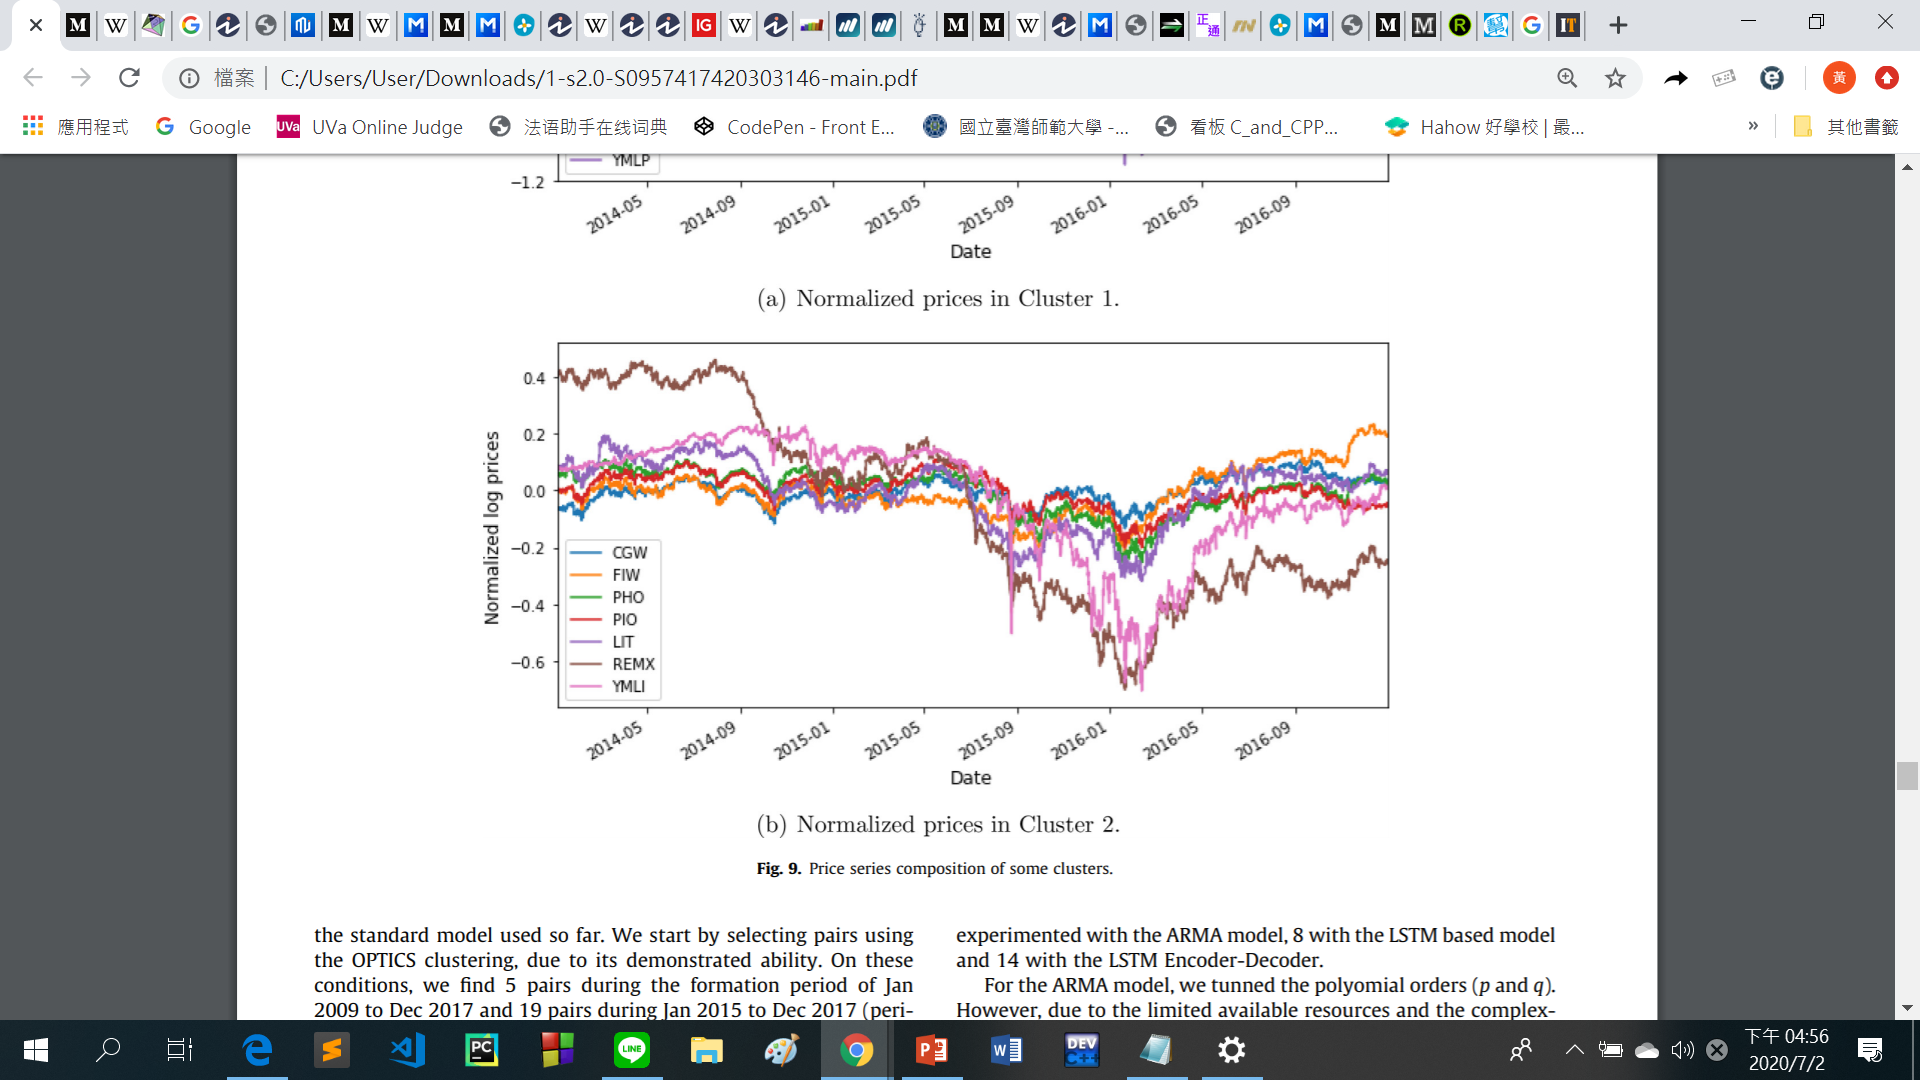 檔案
C:/Users/User/Downloads/1-s2.0-S0957417420303146-main.pdf
黃
應用程式
Google
UVa Online Judge
法语助手在线词典
CodePen - Front E...
國立臺灣師範大學 -...
看板 C_and_CPP...
Hahow 好學校 | 最...
»
其他書籤
YMLP
−1.2
2014-05
2014-09
2015-01
2015-05
2015-09
2016-01
2016-05
2016-09
Date
(a) Normalized prices in Cluster 1.
Normalized log prices
0.4
0.2
0.0
−0.2
−0.4
−0.6
CGW
FIW
PHO
PIO
LIT
REMX
YMLI
2014-05
2014-09
2015-01
2015-05
2015-09
2016-01
2016-05
2016-09
Date
(b) Normalized prices in Cluster 2.
Fig. 9. Price series composition of some clusters.
the standard model used so far. We start by selecting pairs using
the OPTICS clustering, due to its demonstrated ability. On these
conditions, we find 5 pairs during the formation period of Jan
2009 to Dec 2017 and 19 pairs during Jan 2015 to Dec 2017 (peri-
experimented with the ARMA model, 8 with the LSTM based model
and 14 with the LSTM Encoder-Decoder.
For the ARMA model, we tunned the polyomial orders (p and q).
However, due to the limited available resources and the complex-
下午 04:56
2020/7/2